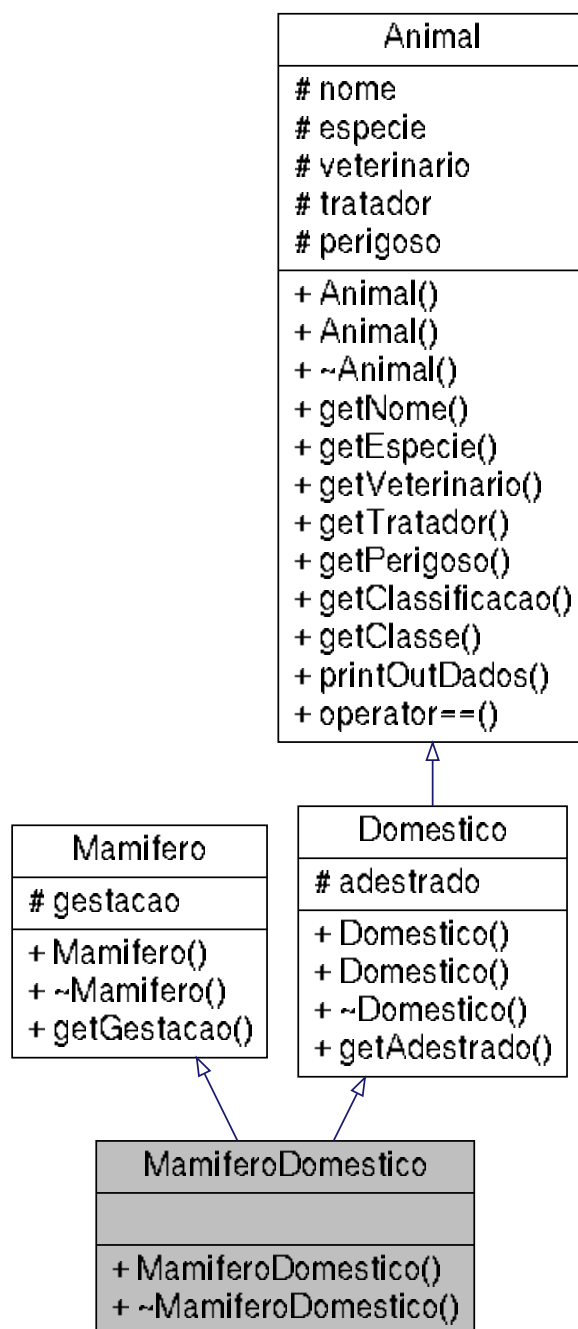 Animal
# nome
# especie
# veterinario
# tratador
# perigoso
+ Animal()
+ Animal()
+ ~Animal()
+ getNome()
+ getEspecie()
+ getVeterinario()
+ getTratador()
+ getPerigoso()
+ getClassificacao()
+ getClasse()
+ printOutDados()
+ operator==()
Mamifero
# gestacao
+ Mamifero()
+ ~Mamifero()
+ getGestacao()
Domestico
# adestrado
+ Domestico()
+ Domestico()
+ ~Domestico()
+ getAdestrado()
MamiferoDomestico
+ MamiferoDomestico()
+ ~MamiferoDomestico()